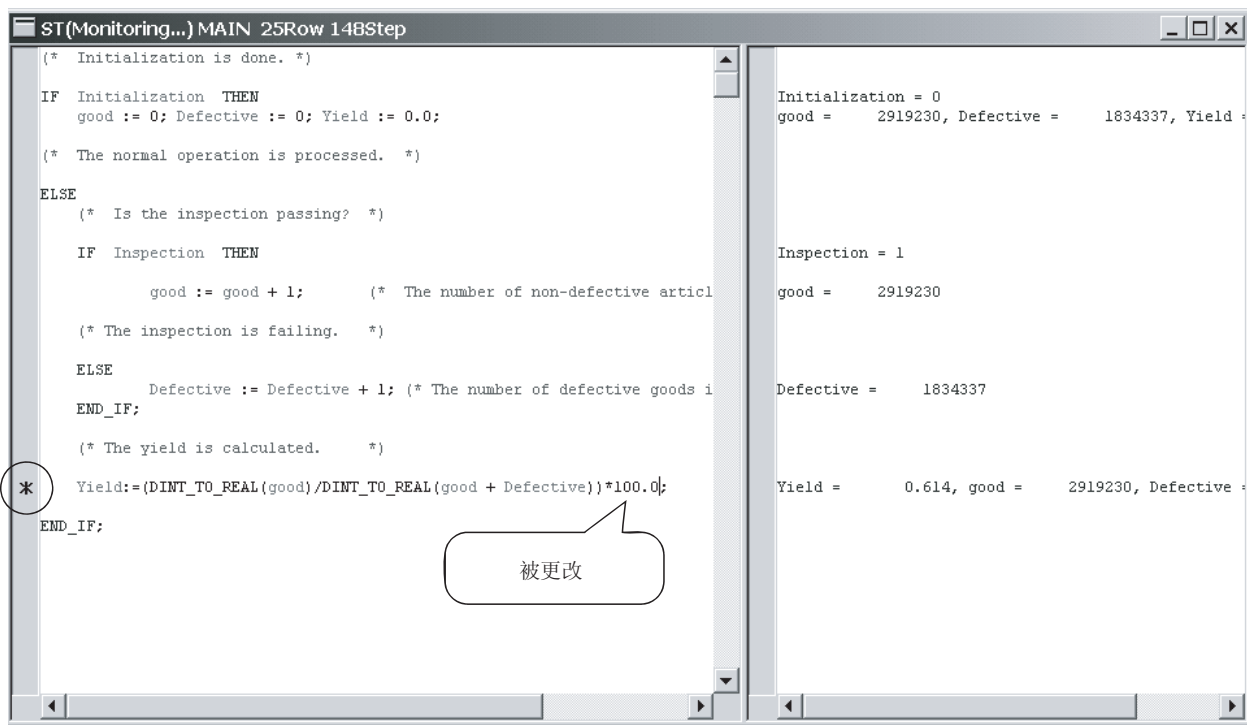 ST(Monitoring...) MAIN 25Row 148Step
(* Initialization is done. *)
IF Initialization THEN
good := 0; Defective := 0; Yield := 0.0;
(* The normal operation is processed. *)
ELSE
(* Is the inspection passing? *)
IF Inspection THEN
good := good + 1; (* The number of non-defective articl
(* The inspection is failing. *)
ELSE
Defective := Defective + 1; (* The number of defective goods i
END_IF;
(* The yield is calculated. *)
* Yield:=(DINT_TO_REAL(good)/DINT_TO_REAL(good + Defective))*100.0;
END_IF;
被更改
Initialization = 0
good = 2919230, Defective = 1834337, Yield =
Inspection = 1
good = 2919230
Defective = 1834337
Yield = 0.614, good = 2919230, Defective =